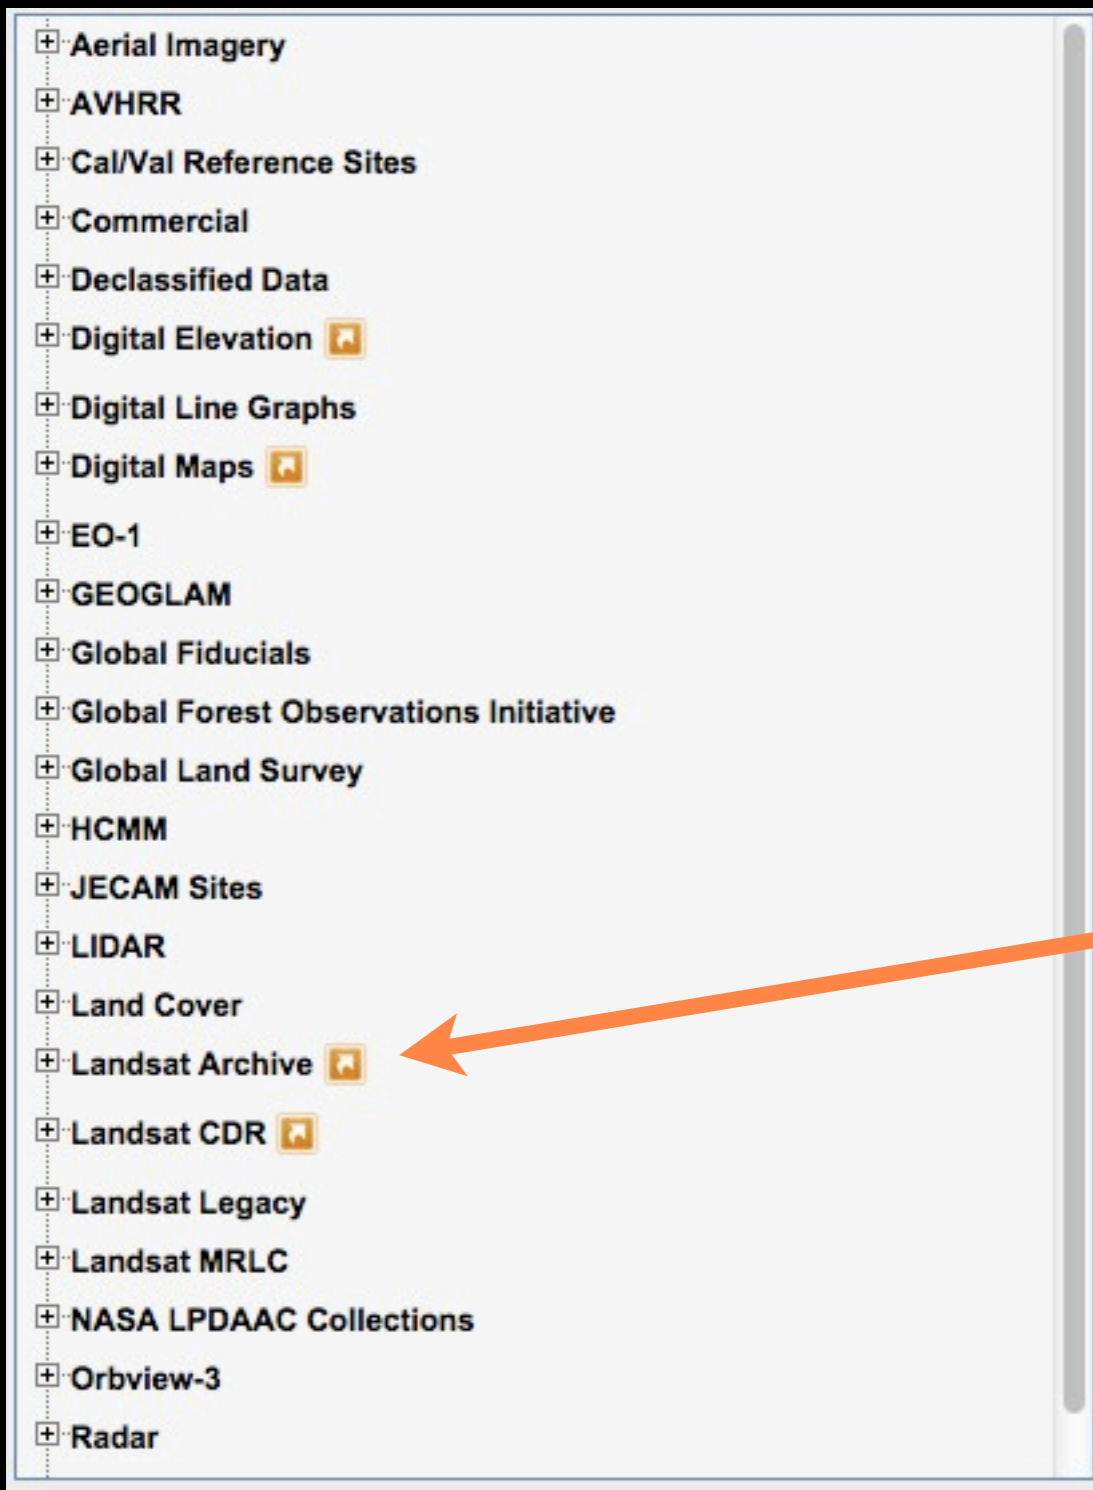 Aerial Imagery
AVHRR
Cal/Val Reference Sites
Commercial
Declassified Data
Digital Elevation
Digital Line Graphs
Digital Maps
EO-1
GEOGLAM
Global Fiducials
Global Forest Observations Initiative
Global Land Survey
HCMM
JECAM Sites
LIDAR
Land Cover
Landsat Archive
Landsat CDR
Landsat Legacy
Landsat MRLC
NASA LPDAAC Collections
Orbview-3
Radar